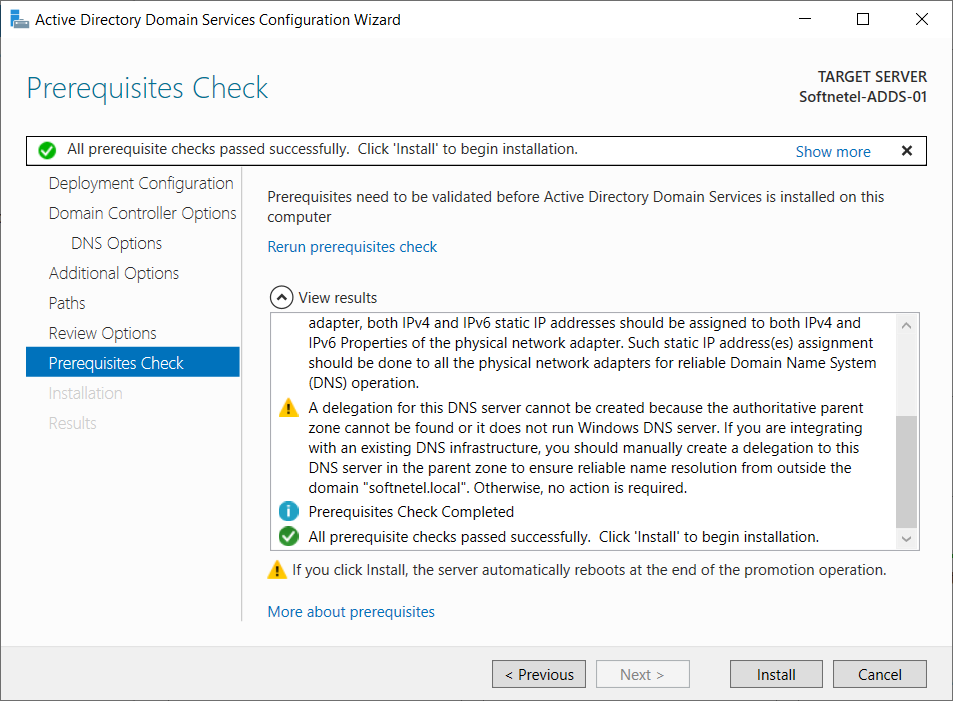 Active Directory Domain Services Configuration Wizard
Prerequisites Check
TARGET SERVER
Softnetel-ADDS-01
All prerequisite checks passed successfully.  Click 'Install' to begin installation.
Show more
Deployment Configuration
Domain Controller Options
DNS Options
Additional Options
Paths
Review Options
Prerequisites Check
Installation
Results
Prerequisites need to be validated before Active Directory Domain Services is installed on this
computer
Rerun prerequisites check
View results
adapter, both IPv4 and IPv6 static IP addresses should be assigned to both IPv4 and
IPv6 Properties of the physical network adapter. Such static IP address(es) assignment
should be done to all the physical network adapters for reliable Domain Name System
(DNS) operation.
A delegation for this DNS server cannot be created because the authoritative parent
zone cannot be found or it does not run Windows DNS server. If you are integrating
with an existing DNS infrastructure, you should manually create a delegation to this
DNS server in the parent zone to ensure reliable name resolution from outside the
domain "softnetel.local". Otherwise, no action is required.
Prerequisites Check Completed
All prerequisite checks passed successfully.  Click 'Install' to begin installation.
If you click Install, the server automatically reboots at the end of the promotion operation.
More about prerequisites
< Previous
Next >
Install
Cancel